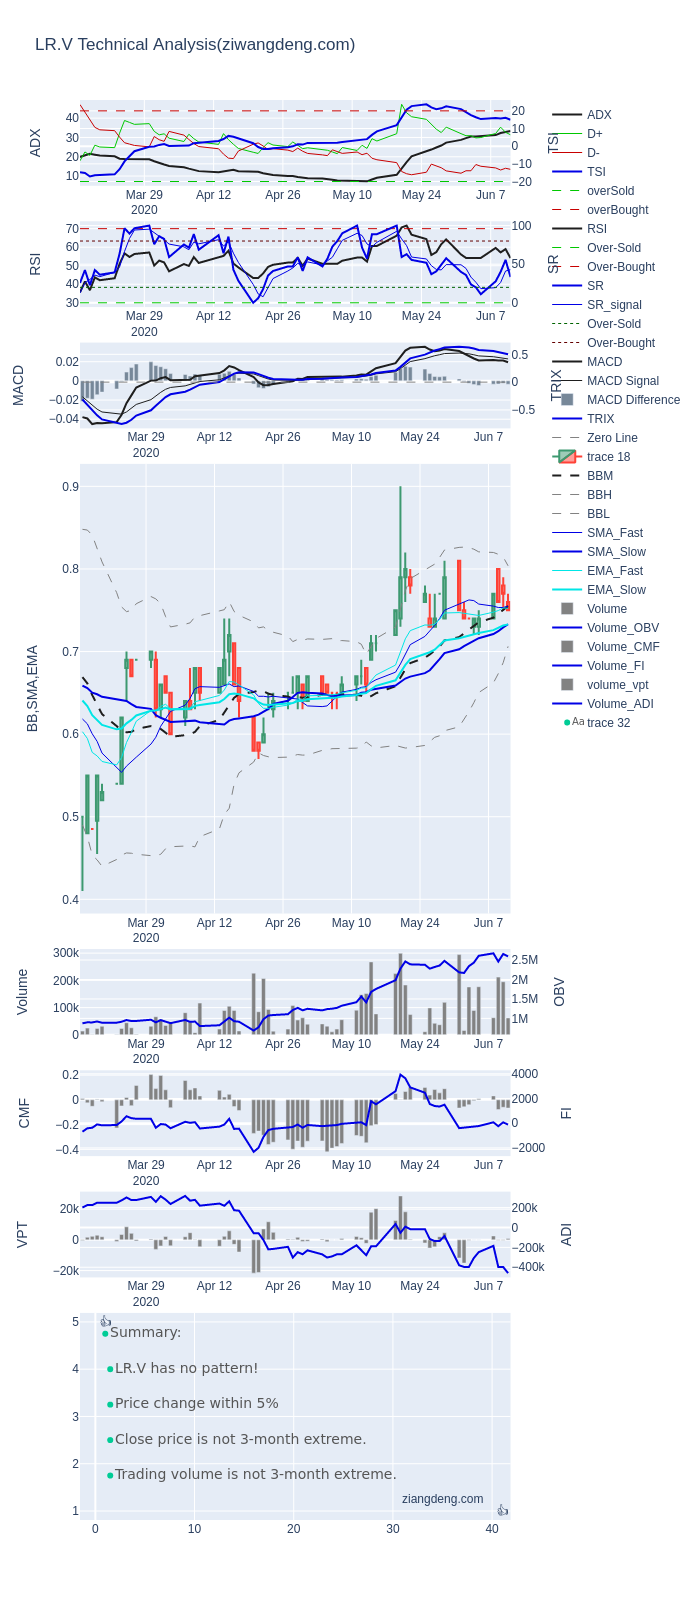 LR.V Technical Analysis(ziwangdeng.com)
ADX
40
30
20
10
20
10
0
−10
−20
TSI
Mar 29
2020
Apr 12
Apr 26
May 10
May 24
Jun 7
RSI
70
60
50
40
30
100
50
0
SR
Mar 29
2020
Apr 12
Apr 26
May 10
May 24
Jun 7
MACD
0.02
0
−0.02
−0.04
0.5
0
−0.5
TRIX
Mar 29
2020
Apr 12
Apr 26
May 10
May 24
Jun 7
BB,SMA,EMA
0.9
0.8
0.7
0.6
0.5
0.4
Mar 29
2020
Apr 12
Apr 26
May 10
May 24
Jun 7
Volume
300k
200k
100k
0
2.5M
2M
1.5M
1M
OBV
Mar 29
2020
Apr 12
Apr 26
May 10
May 24
Jun 7
CMF
0.2
0
−0.2
−0.4
4000
2000
0
−2000
FI
Mar 29
2020
Apr 12
Apr 26
May 10
May 24
Jun 7
VPT
20k
0
−20k
200k
0
−200k
−400k
ADI
Mar 29
2020
Apr 12
Apr 26
May 10
May 24
Jun 7
5
4
3
2
1
Summary:
LR.V has no pattern!
Price change within 5%
Close price is not 3-month extreme.
Trading volume is not 3-month extreme.
ziangdeng.com
0
10
20
30
40
ADX
D+
D-
TSI
overSold
overBought
RSI
Over-Sold
Over-Bought
SR
SR_signal
Over-Sold
Over-Bought
MACD
MACD Signal
MACD Difference
TRIX
Zero Line
trace 18
BBM
BBH
BBL
SMA_Fast
SMA_Slow
EMA_Fast
EMA_Slow
Volume
Volume_OBV
Volume_CMF
Volume_FI
volume_vpt
Volume_ADI
Aa trace 32